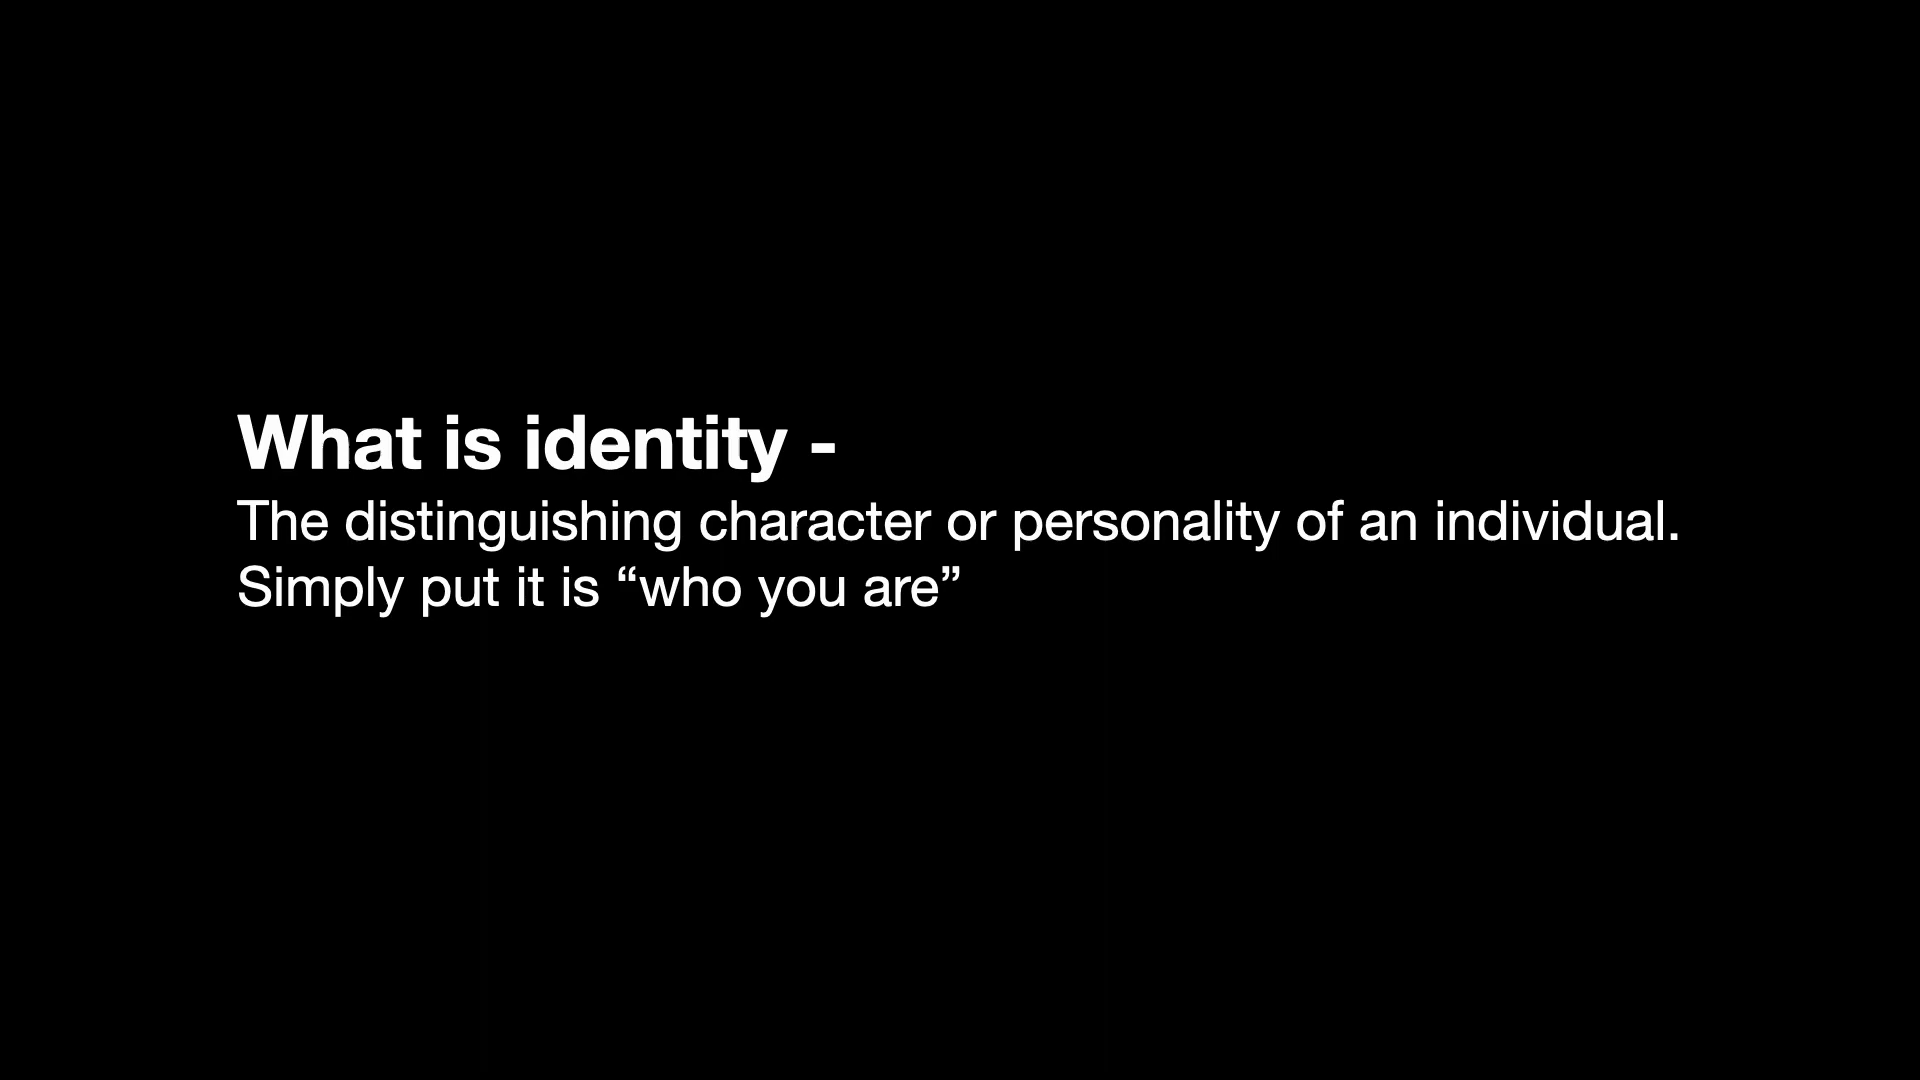 What is identity -
The distinguishing character or personality of an individual.
Simply put it is “who you are”